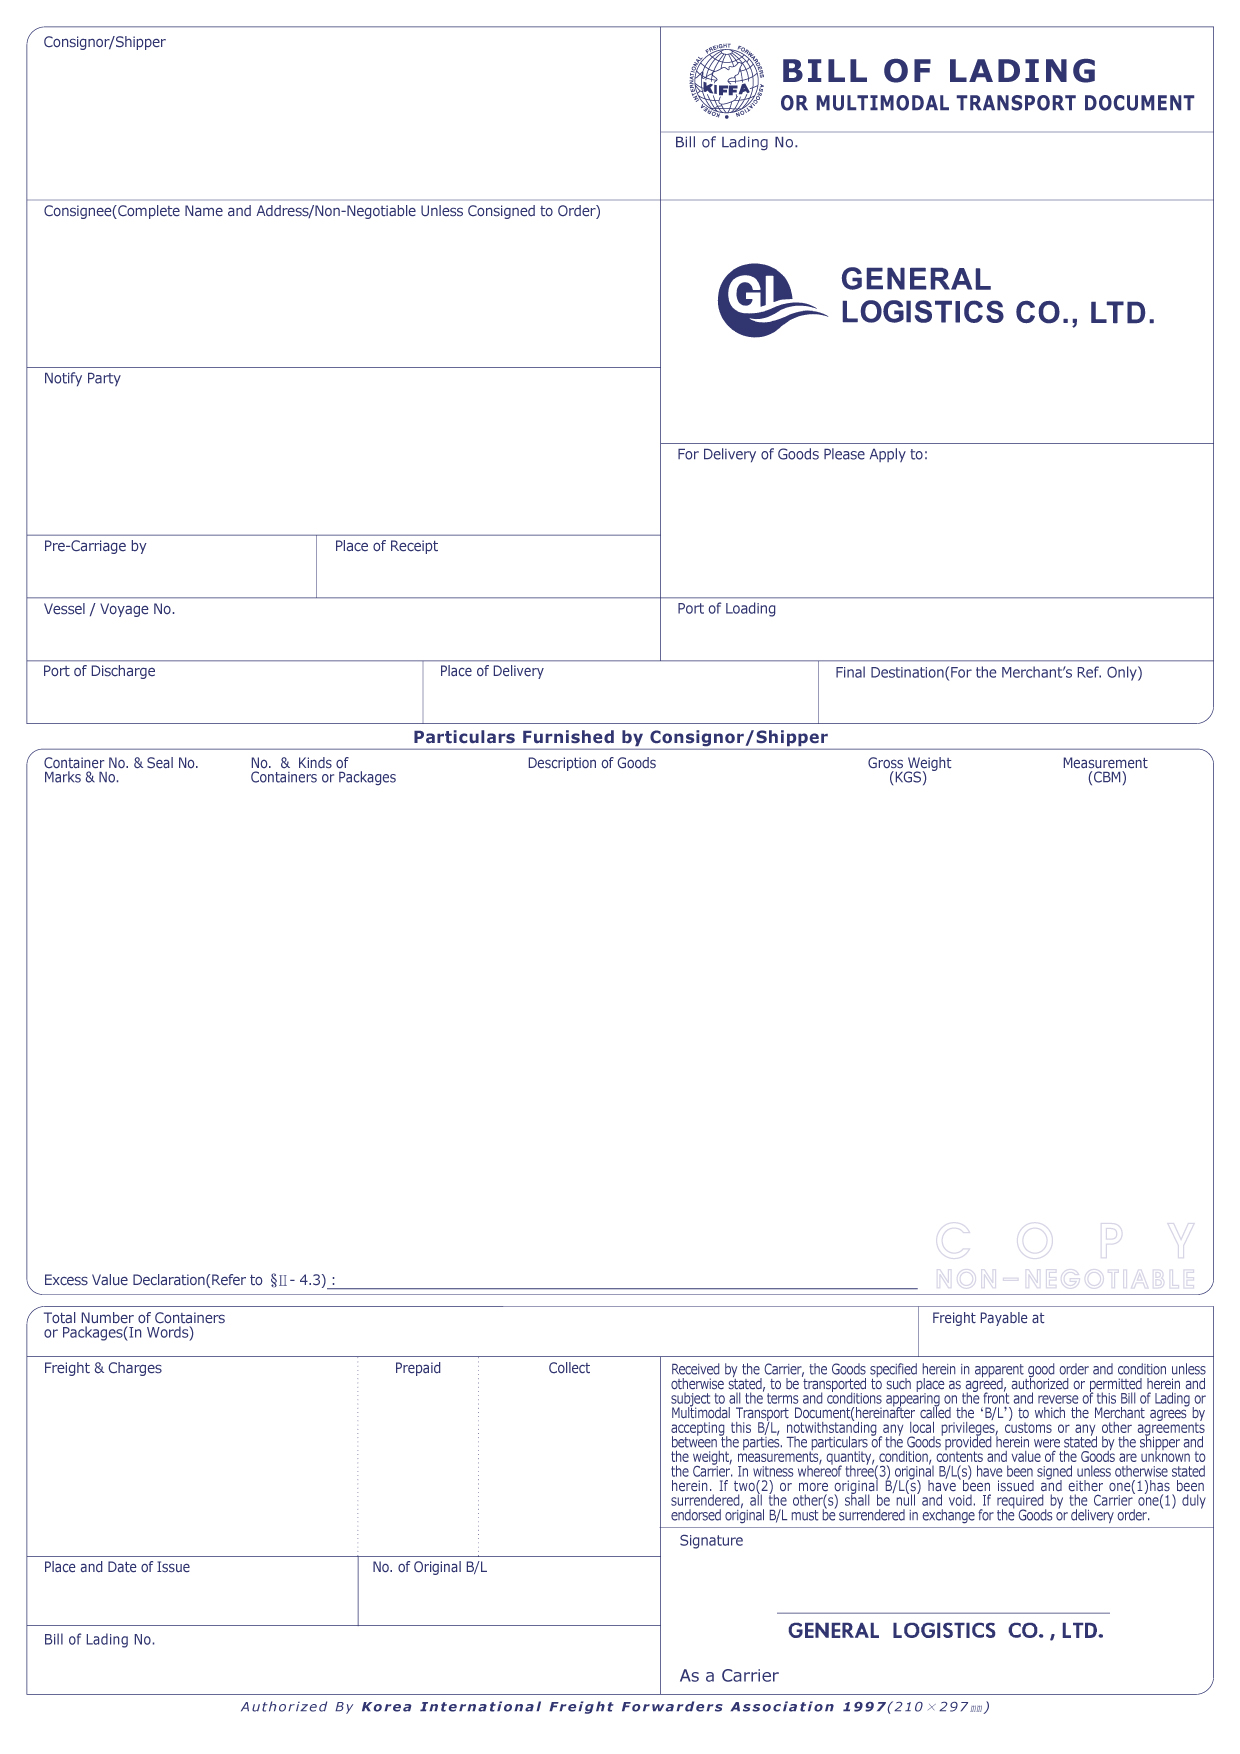 Consignor/Shipper
KOREA INTERNATIONAL FREIGHT FORWARDERS ASSOCIATION
KIFFA
BILL OF LADING
OR MULTIMODAL TRANSPORT DOCUMENT
Bill of Lading No.
Consignee(Complete Name and Address/Non-Negotiable Unless Consigned to Order)
GL
GENERAL
LOGISTICS CO., LTD.
Notify Party
For Delivery of Goods Please Apply to:
Pre-Carriage by
Place of Receipt
Vessel / Voyage No.
Port of Loading
Port of Discharge
Place of Delivery
Final Destination(For the Merchant's Ref. Only)
Particulars Furnished by Consignor/Shipper
Container No. & Seal No.
Marks & No.
No. & Kinds of
Containers or Packages
Description of Goods
Gross Weight
(KGS)
Measurement
(CBM)
COPY
NON-NEGOTIABLE
Excess Value Declaration(Refer to §Ⅱ- 4.3) :
Total Number of Containers
or Packages(In Words)
Freight Payable at
Freight & Charges
Prepaid
Collect
Received by the Carrier, the Goods specified herein in apparent good order and condition unless
otherwise stated, to be transported to such place as agreed, authorized or permitted herein and
subject to all the terms and conditions appearing on the front and reverse of this Bill of Lading or
Multimodal Transport Document(hereinafter called the ‘B/L’) to which the Merchant agrees by
accepting this B/L, notwithstanding any local privileges, customs or any other agreements
between the parties. The particulars of the Goods provided herein were stated by the shipper and
the weight, measurements, quantity, condition, contents and value of the Goods are unknown to
the Carrier. In witness whereof three(3) original B/L(s) have been signed unless otherwise stated
herein. If two(2) or more original B/L(s) have been issued and either one(1)has been
surrendered, all the other(s) shall be null and void. If required by the Carrier one(1) duly
endorsed original B/L must be surrendered in exchange for the Goods or delivery order.
Signature
Place and Date of Issue
No. of Original B/L
GENERAL LOGISTICS CO. , LTD.
Bill of Lading No.
As a Carrier
Authorized By Korea International Freight Forwarders Association 1997(210×297㎜)